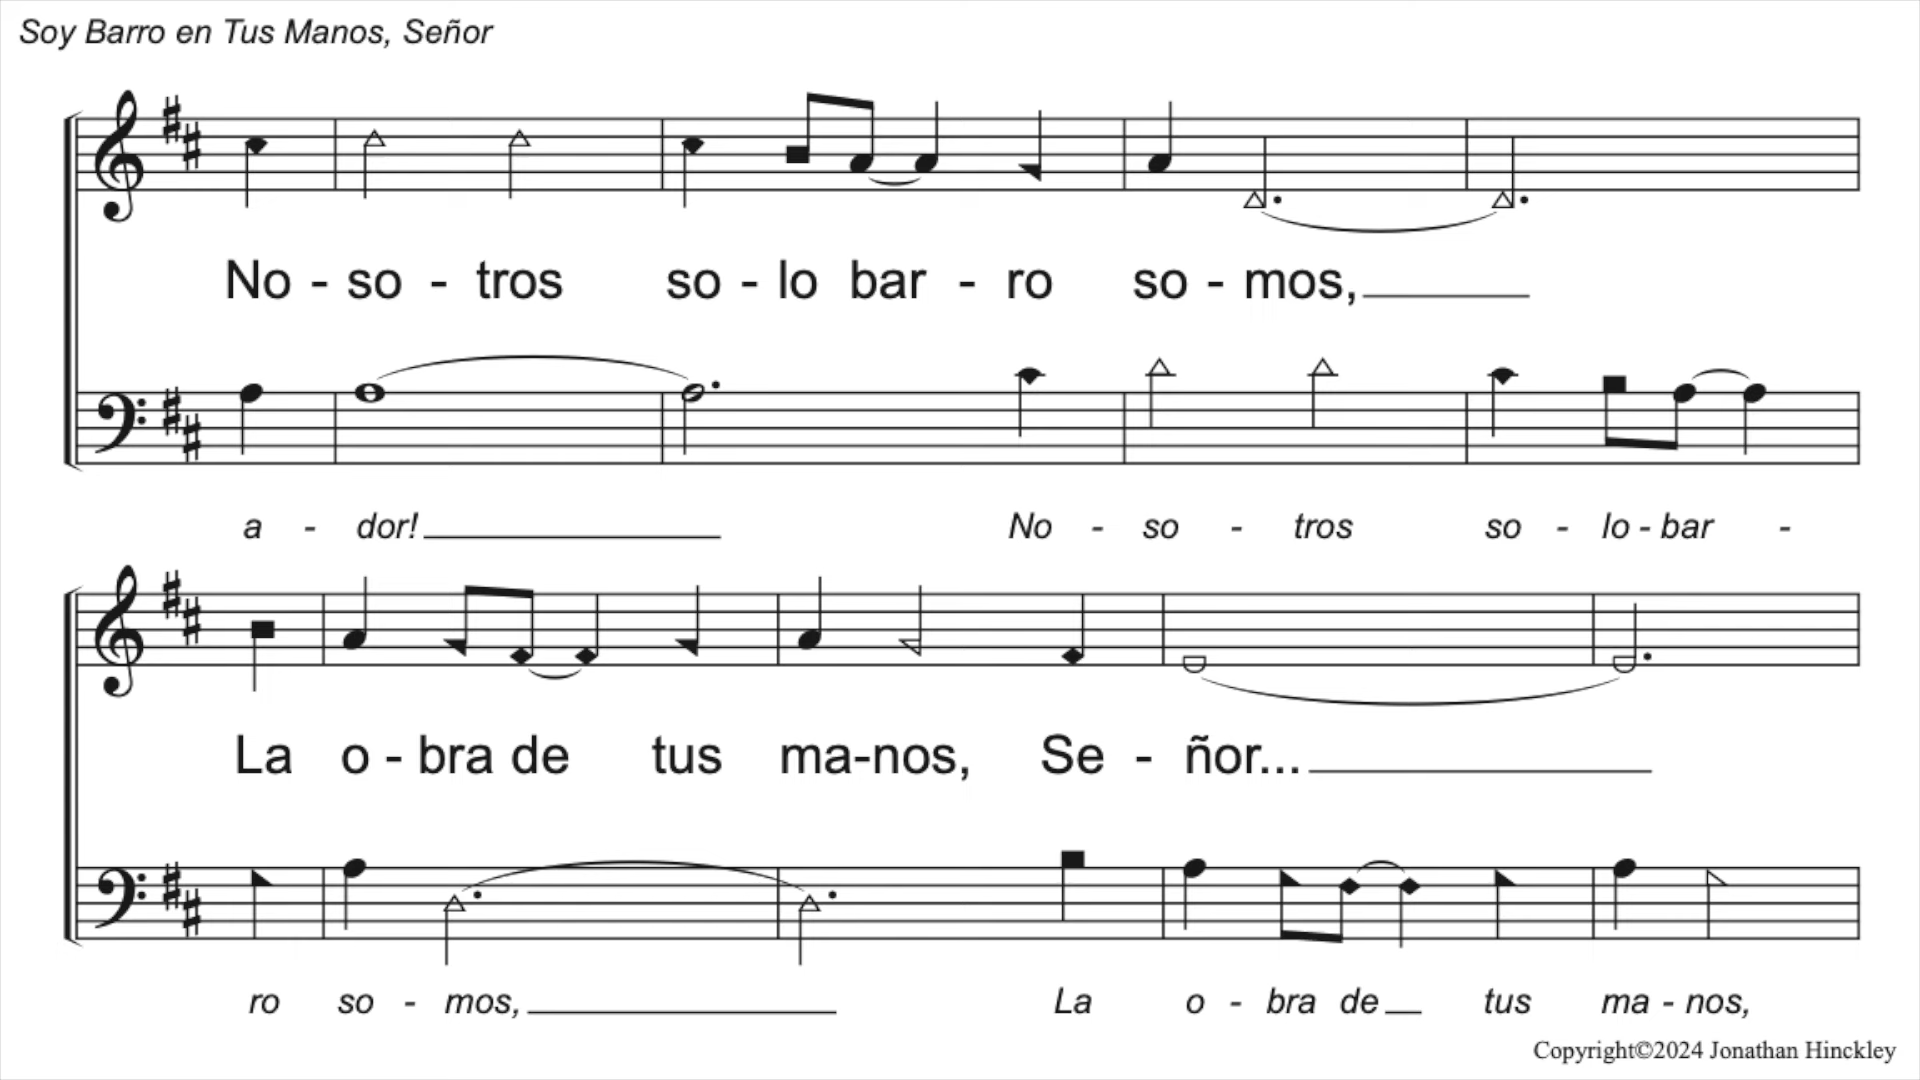 Soy Barro en Tus Manos, Señor
No - so - tros so - lo bar - ro so - mos,
a - dor! No - so - tros so - lo - bar -
La o - bra de tus ma-nos, Se - ñor...
ro so - mos, La o - bra de tus ma - nos,
Copyright©2024 Jonathan Hinckley